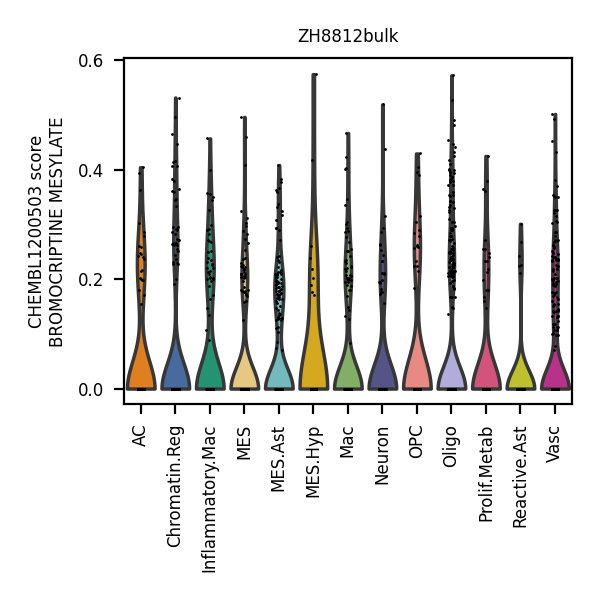 ZH8812bulk
CHEMBL1200503 score
BROMOCRIPTINE MESYLATE
0.6
0.4
0.2
0.0
AC
Chromatin.Reg
Inflammatory.Mac
MES
MES.Ast
MES.Hyp
Mac
Neuron
OPC
Oligo
Prolif.Metab
Reactive.Ast
Vasc